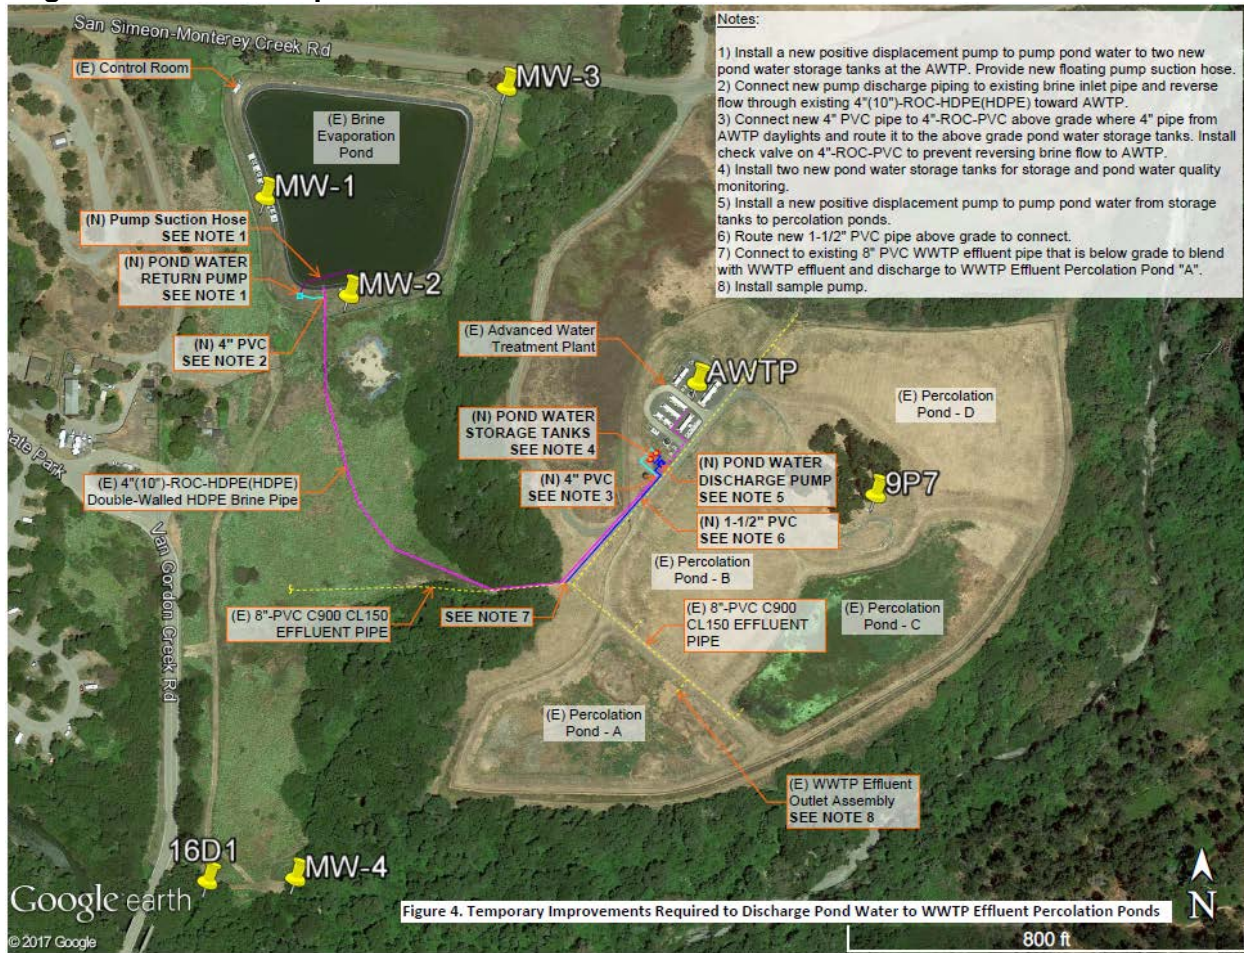 San Simeon-Monterey Creek Rd
(E) Control Room
MW-3
(E) Brine
Evaporation
Pond
MW-1
(N) Pump Suction Hose
SEE NOTE 1
(N) POND WATER
RETURN PUMP
SEE NOTE 1
MW-2
(N) 4" PVC
SEE NOTE 2
Notes:
1) Install a new positive displacement pump to pump pond water to two new
pond water storage tanks at the AWTP. Provide new floating pump suction hose.
2) Connect new pump discharge piping to existing brine inlet pipe and reverse
flow through existing 4"(10")-ROC-HDPE(HDPE) toward AWTP.
3) Connect new 4" PVC pipe to 4"-ROC-PVC above grade where 4" pipe from
AWTP daylights and route it to the above grade pond water storage tanks. Install
check valve on 4"-ROC-PVC to prevent reversing brine flow to AWTP.
4) Install two new pond water storage tanks for storage and pond water quality
monitoring.
5) Install a new positive displacement pump to pump pond water from storage
tanks to percolation ponds.
6) Route new 1-1/2" PVC pipe above grade to connect.
7) Connect to existing 8" PVC WWTP effluent pipe that is below grade to blend
with WWTP effluent and discharge to WWTP Effluent Percolation Pond "A".
8) Install sample pump.
(E) Advanced Water
Treatment Plant
AWTP
(E) Percolation
Pond - D
(N) POND WATER
STORAGE TANKS
SEE NOTE 4
(N) 4" PVC
SEE NOTE 3
(N) POND WATER
DISCHARGE PUMP
SEE NOTE 5
9P7
(N) 1-1/2" PVC
SEE NOTE 6
ate Park
(E) 4"(10")-ROC-HDPE(HDPE)
Double-Walled HDPE Brine Pipe
Van Gordon Creek Rd
(E) Percolation
Pond - B
(E) 8"-PVC C900 CL150
EFFLUENT PIPE
SEE NOTE 7
(E) 8"-PVC C900
CL150 EFFLUENT
PIPE
(E) Percolation
Pond - C
(E) Percolation
Pond - A
(E) WWTP Effluent
Outlet Assembly
SEE NOTE 8
16D1
MW-4
Google earth
© 2017 Google
Figure 4. Temporary Improvements Required to Discharge Pond Water to WWTP Effluent Percolation Ponds
N
800 ft